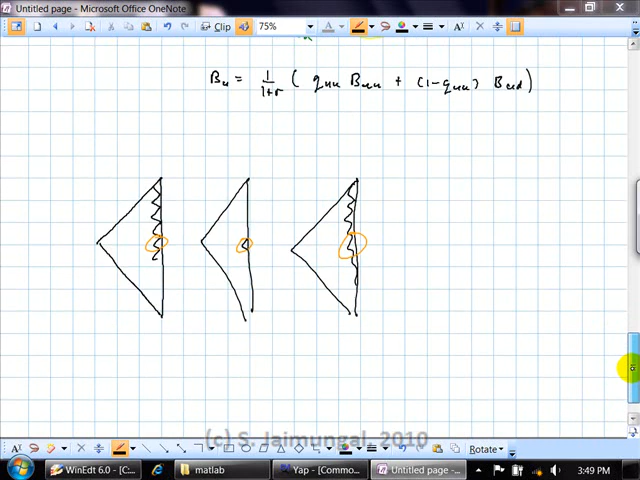 Untitled page - Microsoft Office OneNote
Clip 75%
B_u = 1/(1+r) ( q_uu B_uu + (1-q_uu) B_ud )
(c) S. Jaimungal, 2010
Rotate
WinEdt 6.0 - [C:... matlab Yap - [Commo... Untitled page - M... 3:49 PM